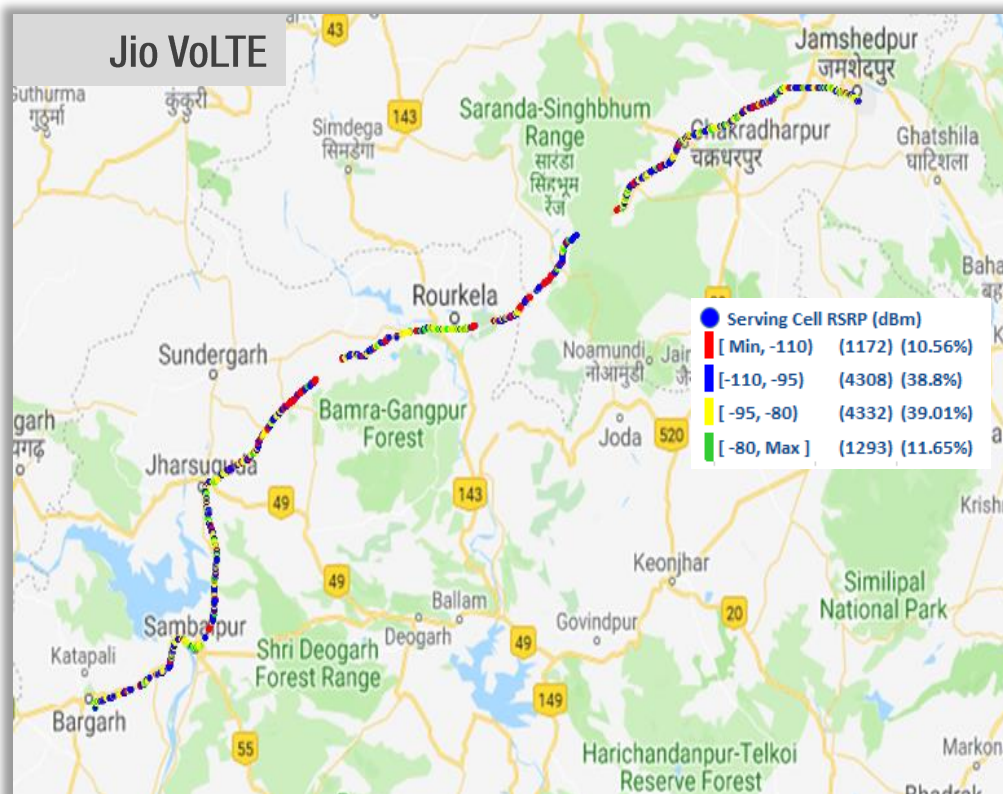 Jio VoLTE
43
Jamshedpur
जमशेदपुर
Guthurma
गुठुर्मा
कुंकुरी
143
Simdega
सिमडेगा
Saranda-Singhbhum
Range
सारंडा
सिंहभूम
रेंज
Chakradharpur
चक्रधरपुर
Ghatshila
घाटशिला
Rourkela
Sundergarh
Noamundi
नोआमुंडी
Joda
520
Bamra-Gangpur
Forest
Jharsuguda
Serving Cell RSRP (dBm)
[ Min, -110) (1172) (10.56%)
[-110, -95) (4308) (38.8%)
[ -95, -80) (4332) (39.01%)
[ -80, Max ] (1293) (11.65%)
49
143
49
Keonjhar
Ballam
Deogarh
Govindpur
49
20
Similipal
National Park
Sambalpur
Katapali
Bargarh
Shri Deogarh
Forest Range
149
55
Harichandanpur-Telkoi
Reserve Forest